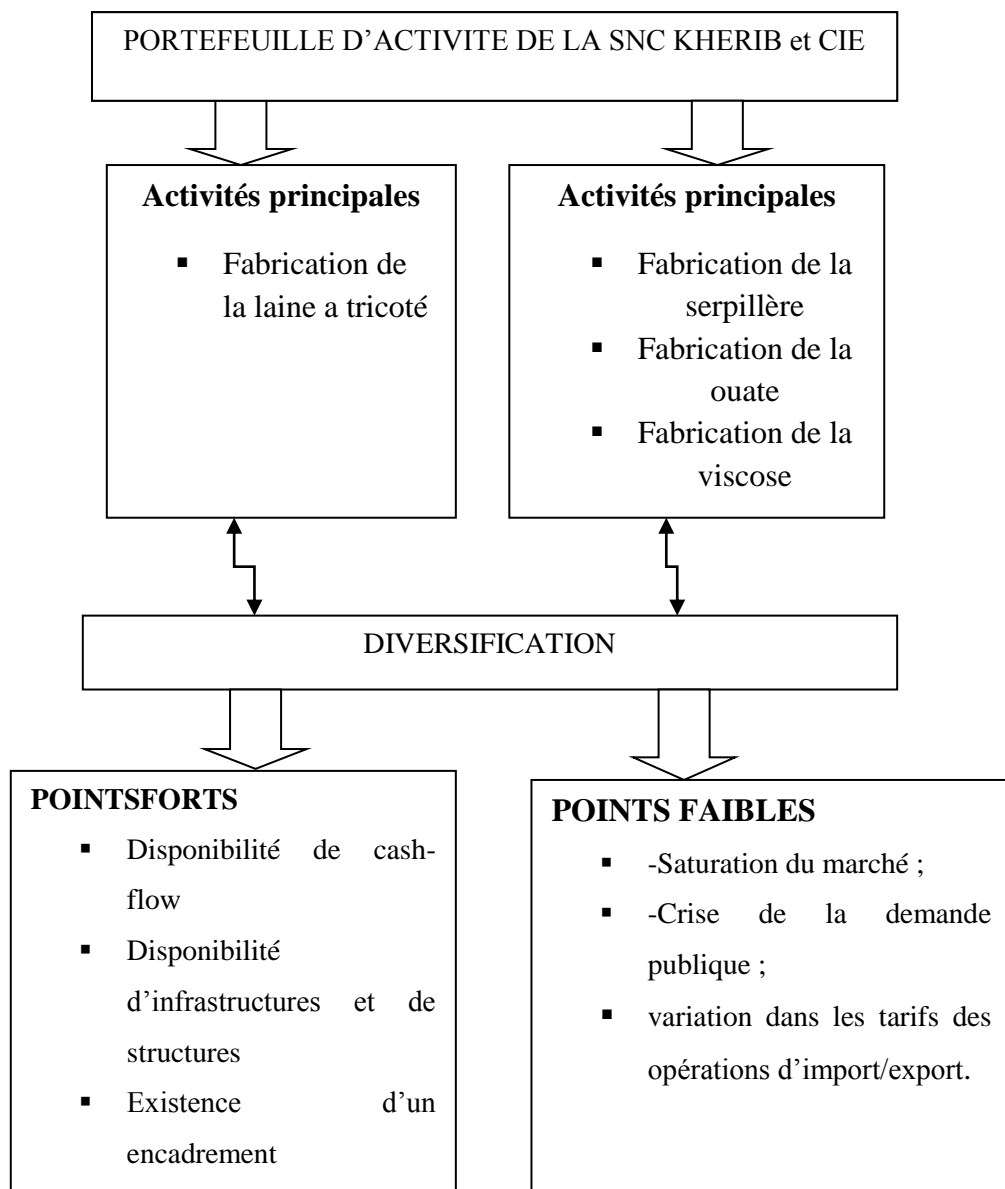 PORTEFEUILLE D’ACTIVITE DE LA SNC KHERIB et CIE
Activités principales
▪ Fabrication de
la laine a tricoté
Activités principales
▪ Fabrication de la
serpillère
▪ Fabrication de la
ouate
▪ Fabrication de la
viscose
DIVERSIFICATION
POINTSFORTS
▪ Disponibilité de cash-
flow
▪ Disponibilité
d’infrastructures et de
structures
▪ Existence d’un
encadrement
POINTS FAIBLES
▪ -Saturation du marché ;
▪ -Crise de la demande
publique ;
▪ variation dans les tarifs des
opérations d’import/export.